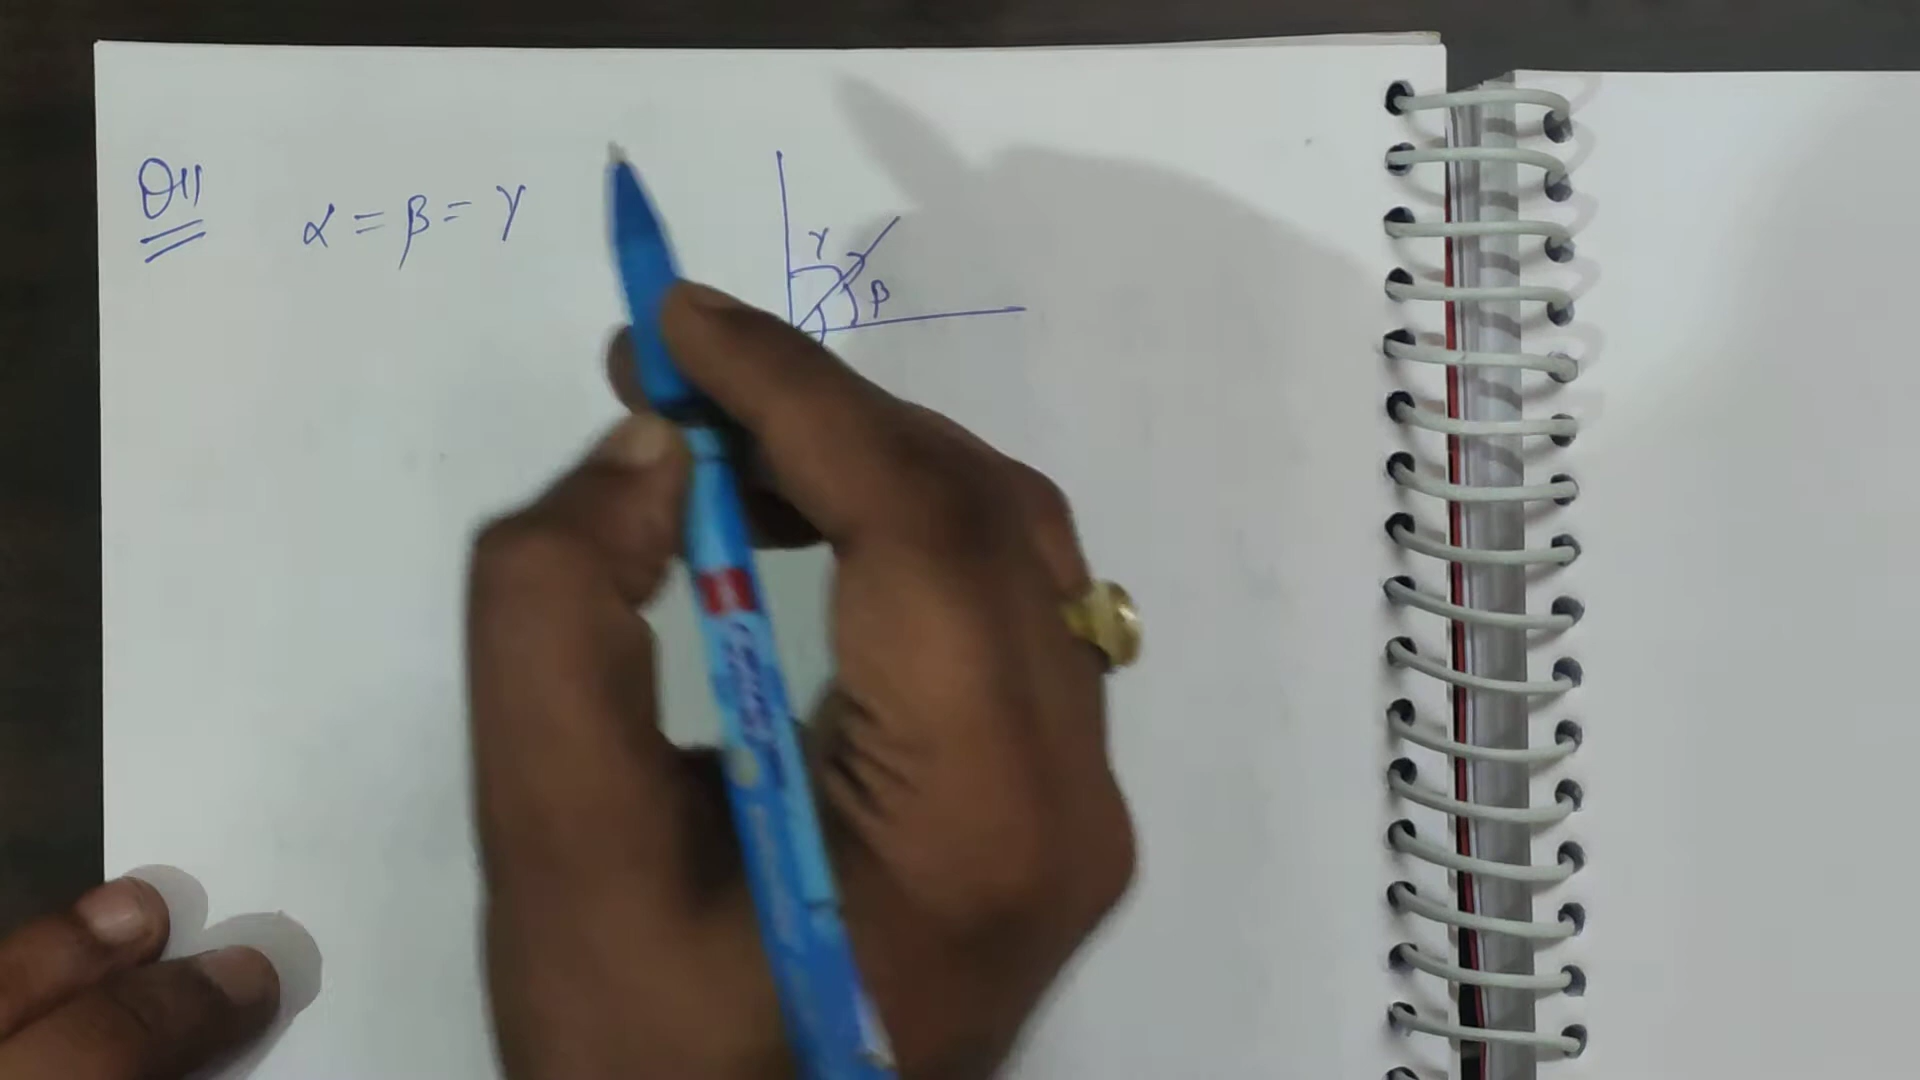 Q11
α = β = γ
γ
β